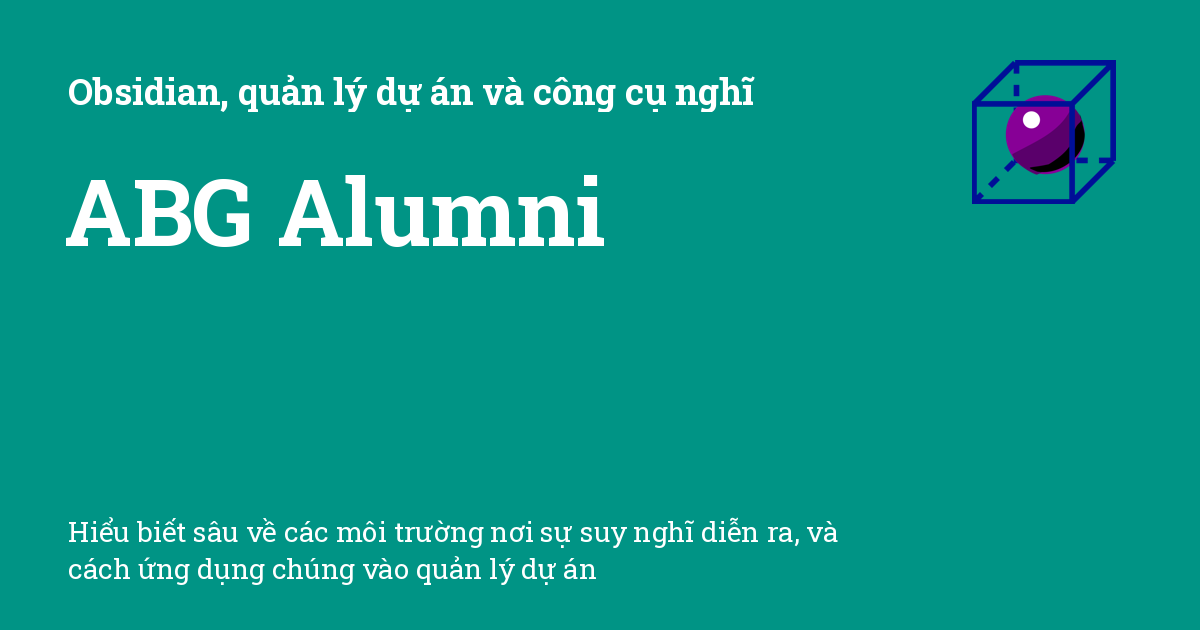 Obsidian, quản lý dự án và công cụ nghĩ
ABG Alumni
Hiểu biết sâu về các môi trường nơi sự suy nghĩ diễn ra, và
cách ứng dụng chúng vào quản lý dự án